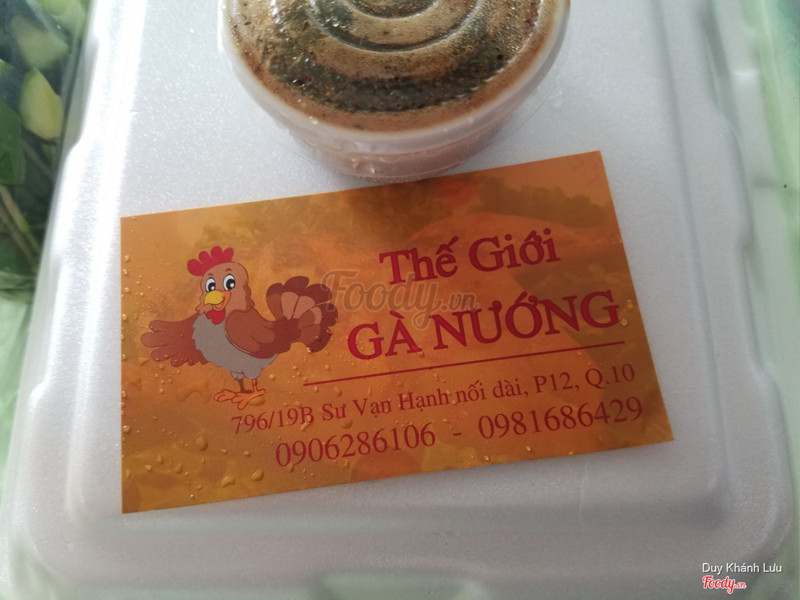 Thế Giới
GÀ NƯỚNG
796/19B Sư Vạn Hạnh nối dài, P12, Q.10
0906286106 - 0981686429
Foody.vn
Duy Khánh Lưu
Foody.vn